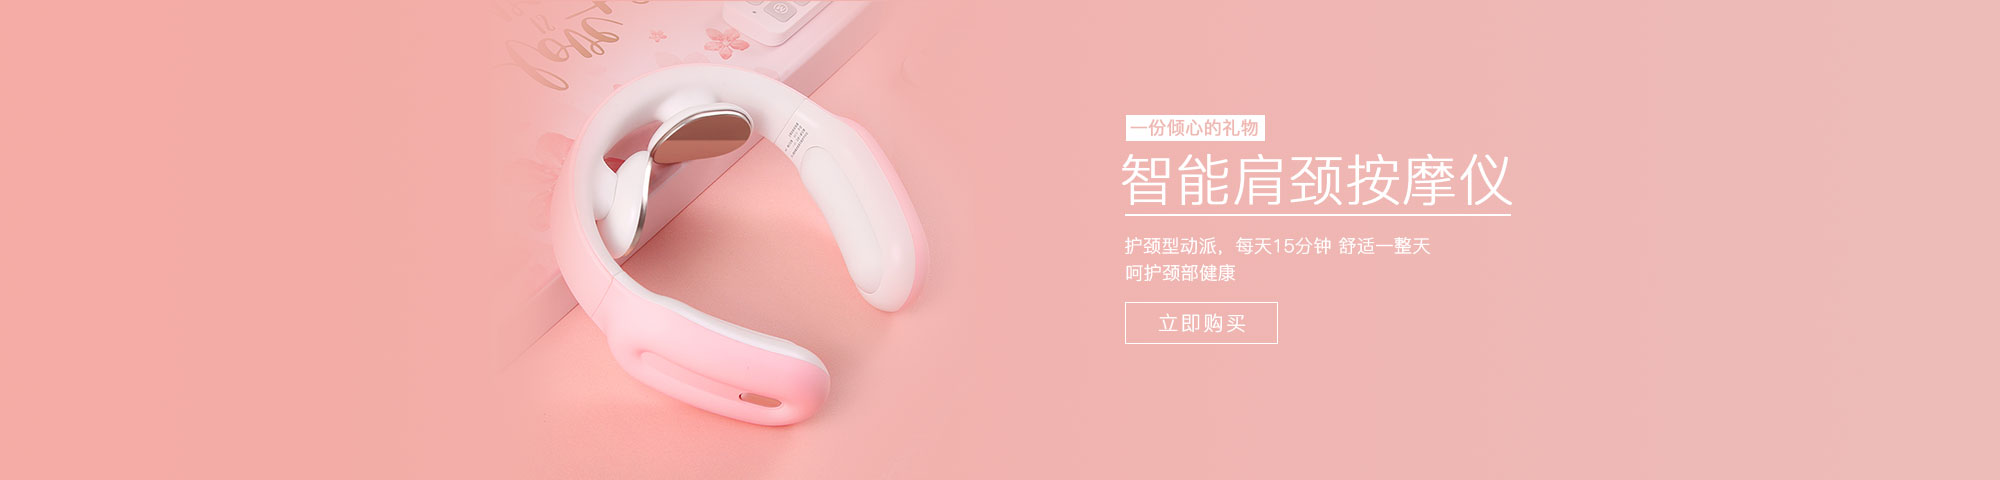 love
一份倾心的礼物
智能肩颈按摩仪
护颈型动派，每天15分钟 舒适一整天
呵护颈部健康
立即购买